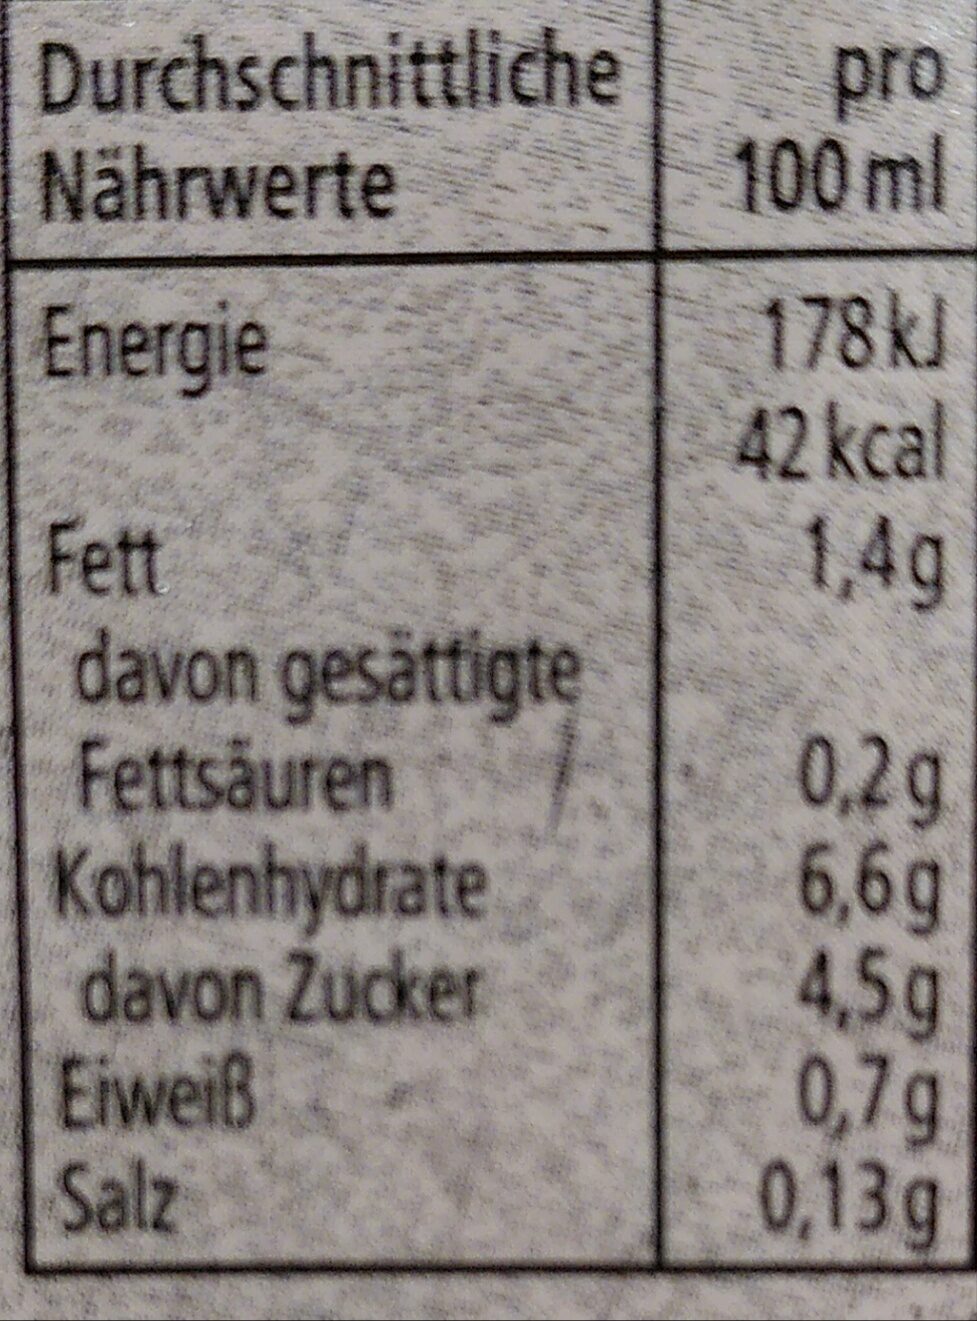 Durchschnittliche pro
Nährwerte 100 ml
Energie 178 kJ
42 kcal
Fett 1,4 g
davon gesättigte
Fettsäuren 0,2 g
Kohlenhydrate 6,6 g
davon Zucker 4,5 g
Eiweiß 0,7 g
Salz 0,13 g